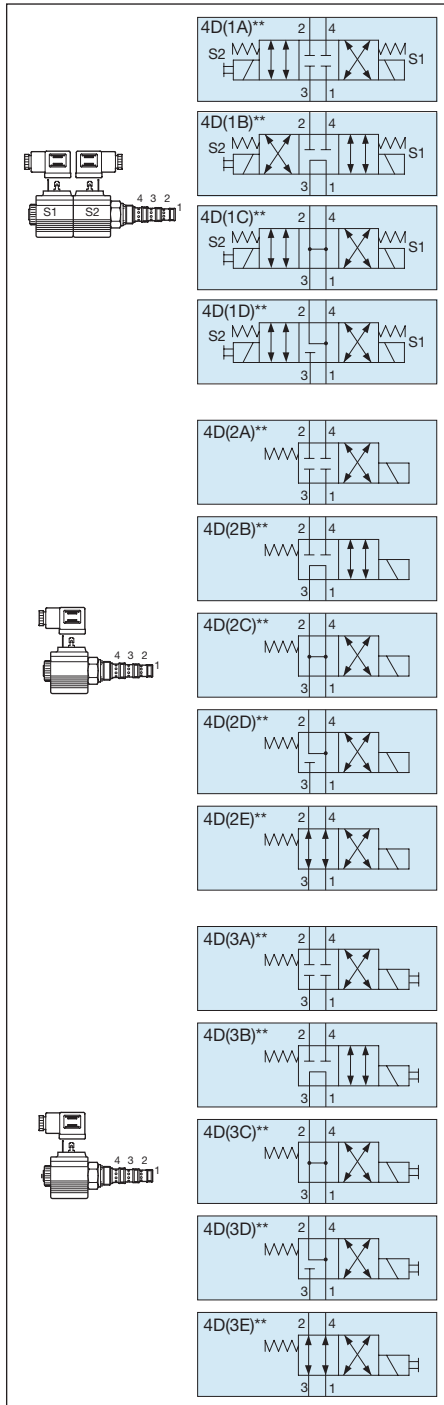 4D(1A)**
2 4
S2 S1
3 1
4D(1B)**
2 4
S2 S1
3 1
4 3 2 1
S1 S2
4D(1C)**
2 4
S2 S1
3 1
4D(1D)**
2 4
S2 S1
3 1
4D(2A)**
2 4
3 1
4D(2B)**
2 4
3 1
4 3 2 1
4D(2C)**
2 4
3 1
4D(2D)**
2 4
3 1
4D(2E)**
2 4
3 1
4D(3A)**
2 4
3 1
4D(3B)**
2 4
3 1
4 3 2 1
4D(3C)**
2 4
3 1
4D(3D)**
2 4
3 1
4D(3E)**
2 4
3 1